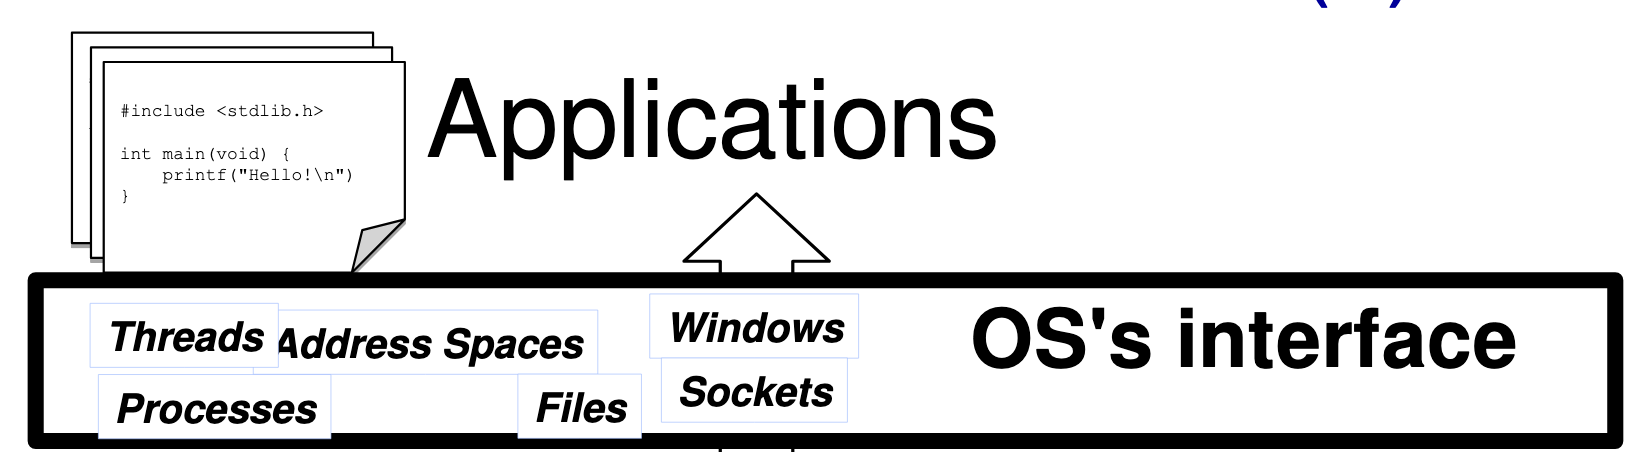 #include <stdlib.h>
int main(void) {
    printf("Hello!\n")
}
Applications
Threads
Address Spaces
Windows
OS's interface
Processes
Files
Sockets